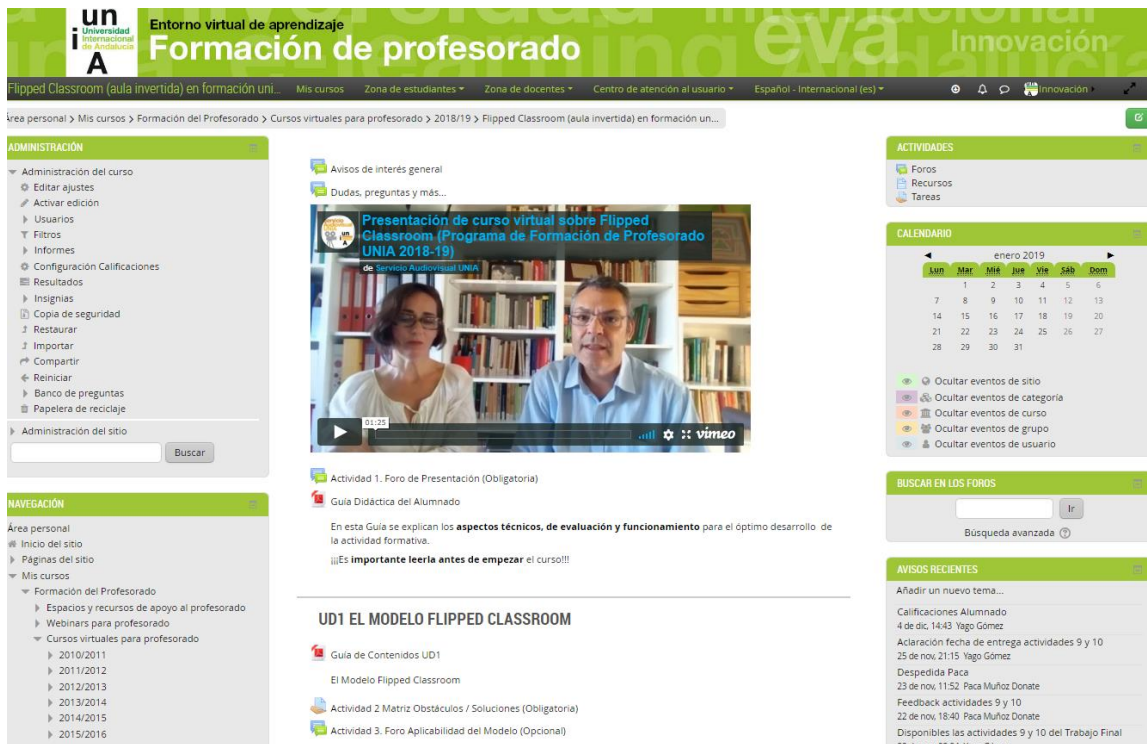 un
i Universidad
Internacional
de Andalucía
A
Entorno virtual de aprendizaje
Formación de profesorado
eva
Innovación
Flipped Classroom (aula invertida) en formación uni...
Mis cursos
Zona de estudiantes
Zona de docentes
Centro de atención al usuario
Español - Internacional (es)
Innovación
Área personal > Mis cursos > Formación del Profesorado > Cursos virtuales para profesorado > 2018/19 > Flipped Classroom (aula invertida) en formación un...
ADMINISTRACIÓN
Administración del curso
Editar ajustes
Activar edición
Usuarios
Filtros
Informes
Configuración Calificaciones
Resultados
Insignias
Copia de seguridad
Restaurar
Importar
Compartir
Reiniciar
Banco de preguntas
Papelera de reciclaje
Administración del sitio
Buscar
NAVEGACIÓN
Área personal
Inicio del sitio
Páginas del sitio
Mis cursos
Formación del Profesorado
Espacios y recursos de apoyo al profesorado
Webinars para profesorado
Cursos virtuales para profesorado
2010/2011
2011/2012
2012/2013
2013/2014
2014/2015
2015/2016
Avisos de interés general
Dudas, preguntas y más...
Presentación de curso virtual sobre Flipped
Classroom (Programa de Formación de Profesorado
UNIA 2018-19)
de Servicio Audiovisual UNIA
01:25
vimeo
Actividad 1. Foro de Presentación (Obligatoria)
Guía Didáctica del Alumnado
En esta Guía se explican los aspectos técnicos, de evaluación y funcionamiento para el óptimo desarrollo de
la actividad formativa.
¡¡¡Es importante leerla antes de empezar el curso!!!
UD1 EL MODELO FLIPPED CLASSROOM
Guía de Contenidos UD1
El Modelo Flipped Classroom
Actividad 2 Matriz Obstáculos / Soluciones (Obligatoria)
Actividad 3. Foro Aplicabilidad del Modelo (Opcional)
ACTIVIDADES
Foros
Recursos
Tareas
CALENDARIO
enero 2019
Lun Mar Mié Jue Vie Sáb Dom
1 2 3 4 5 6
7 8 9 10 11 12 13
14 15 16 17 18 19 20
21 22 23 24 25 26 27
28 29 30 31
Ocultar eventos de sitio
Ocultar eventos de categoría
Ocultar eventos de curso
Ocultar eventos de grupo
Ocultar eventos de usuario
BUSCAR EN LOS FOROS
Ir
Búsqueda avanzada
AVISOS RECIENTES
Añadir un nuevo tema...
Calificaciones Alumnado
4 de dic, 14:43 Yago Gómez
Aclaración fecha de entrega actividades 9 y 10
25 de nov, 21:15 Yago Gómez
Despedida Paca
23 de nov, 11:52 Paca Muñoz Donate
Feedback actividades 9 y 10
22 de nov, 18:40 Paca Muñoz Donate
Disponibles las actividades 9 y 10 del Trabajo Final